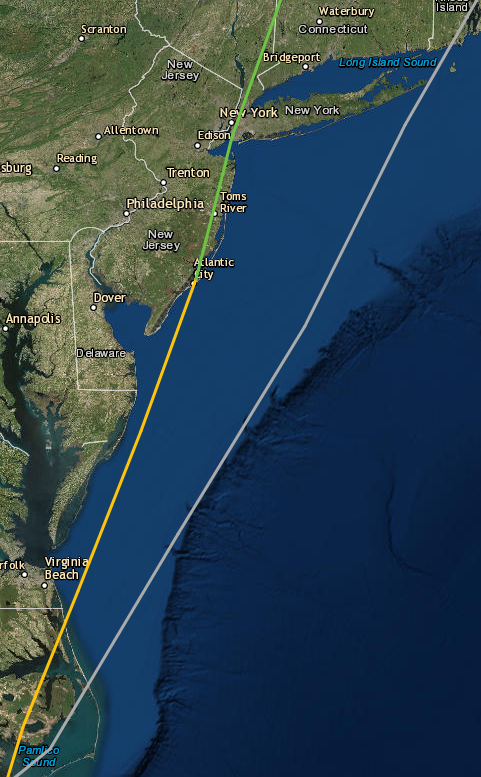 Waterbury
Island
Scranton
Connecticut
Bridgeport
Long Island Sound
New
Jersey
New York
New York
Allentown
Edison
sburg
Reading
Trenton
Philadelphia
Toms
River
New
Jersey
Atlantic
City
Dover
Annapolis
Delaware
Virginia
Beach
rfolk
Pamlico
Sound